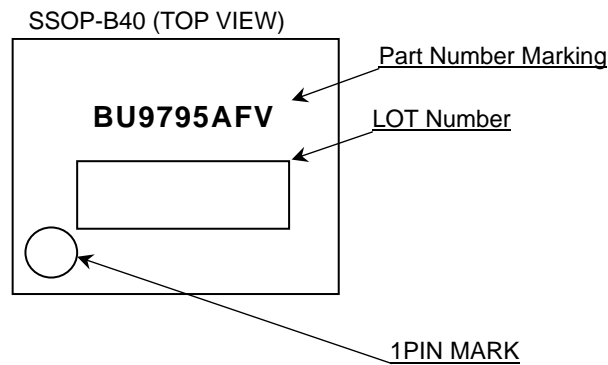 SSOP-B40 (TOP VIEW)
Part Number Marking
BU9795AFV
LOT Number
1PIN MARK